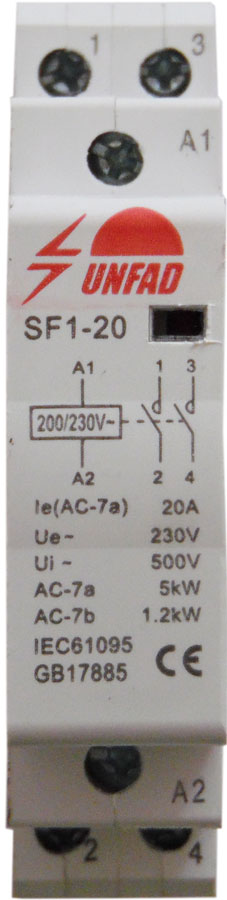 1 3
A1
UNFAD
SF1-20
A1 1 3
200/230V~
A2 2 4
Ie(AC-7a) 20A
Ue~ 230V
Ui ~ 500V
AC-7a 5kW
AC-7b 1.2kW
IEC61095
GB17885 CE
A2
2 4